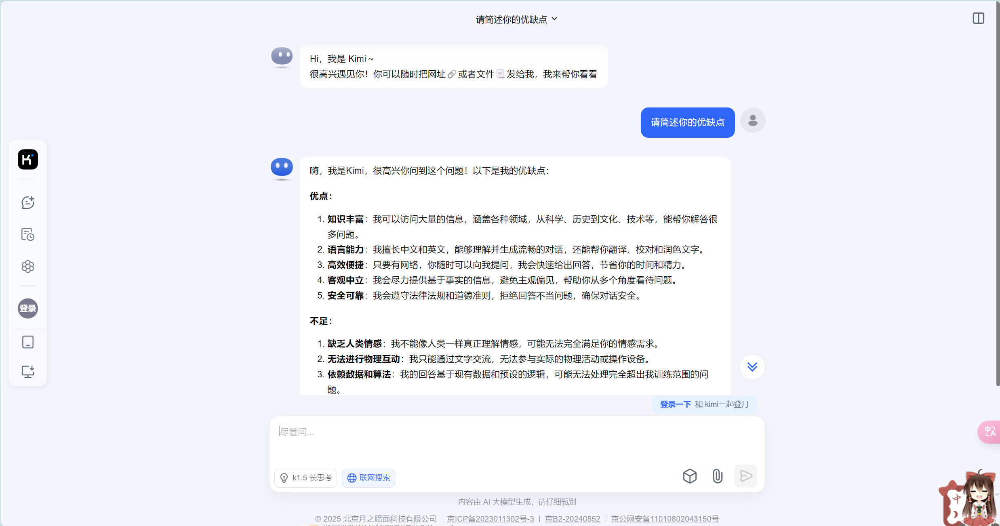 请简述你的优缺点
Hi，我是 Kimi～
很高兴遇见你！你可以随时把网址🔗或者文件📃发给我，我来帮你看看
请简述你的优缺点
嗨，我是Kimi，很高兴你问到这个问题！以下是我的优缺点：
优点：
1. 知识丰富：我可以访问大量的信息，涵盖各种领域，从科学、历史到文化、技术等，能帮你解答很
多问题。
2. 语言能力：我擅长中文和英文，能够理解并生成流畅的对话，还能帮你翻译、校对和润色文字。
3. 高效便捷：只要有网络，你随时可以向我提问，我会快速给出回答，节省你的时间和精力。
4. 客观中立：我会尽力提供基于事实的信息，避免主观偏见，帮助你从多个角度看待问题。
5. 安全可靠：我会遵守法律法规和道德准则，拒绝回答不当问题，确保对话安全。
不足：
1. 缺乏人类情感：我不能像人类一样真正理解情感，可能无法完全满足你的情感需求。
2. 无法进行物理互动：我只能通过文字交流，无法参与实际的物理活动或操作设备。
3. 依赖数据和算法：我的回答基于现有数据和预设的逻辑，可能无法处理完全超出我训练范围的问
题。
K
登录
登录一下 和 kimi一起登月
尽管问...
k1.5 长思考
联网搜索
中A
中
内容由 AI 大模型生成，请仔细甄别
© 2025 北京月之暗面科技有限公司 京ICP备2023011302号-3 | 京B2-20240852 | 京公网安备11010802043150号